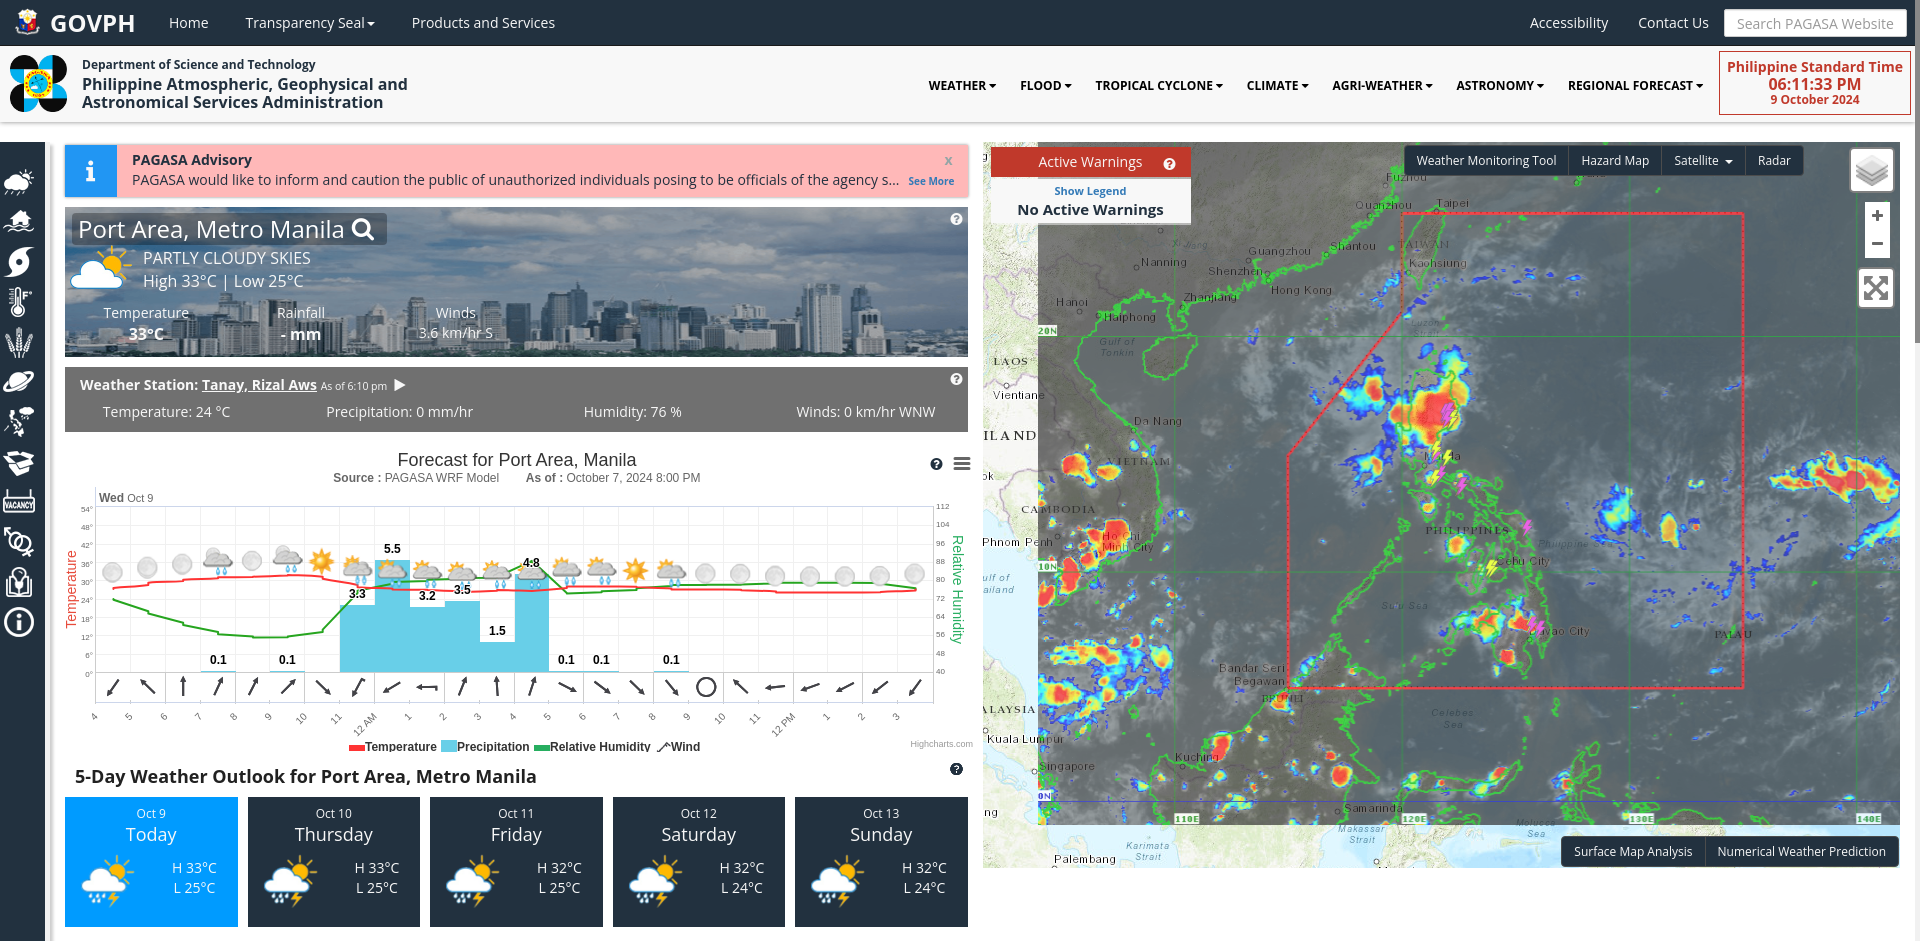 GOVPH
Home
Transparency Seal
Products and Services
Accessibility
Contact Us
Search PAGASA Website
Department of Science and Technology
Philippine Atmospheric, Geophysical and
Astronomical Services Administration
WEATHER
FLOOD
TROPICAL CYCLONE
CLIMATE
AGRI-WEATHER
ASTRONOMY
REGIONAL FORECAST
Philippine Standard Time
06:11:33 PM
9 October 2024
PAGASA Advisory
x
PAGASA would like to inform and caution the public of unauthorized individuals posing to be officials of the agency s... See More
Port Area, Metro Manila
PARTLY CLOUDY SKIES
High 33°C | Low 25°C
Temperature
Rainfall
Winds
33°C
- mm
3.6 km/hr S
Weather Station: Tanay, Rizal Aws As of 6:10 pm
Temperature: 24 °C
Precipitation: 0 mm/hr
Humidity: 76 %
Winds: 0 km/hr WNW
Forecast for Port Area, Manila
Source : PAGASA WRF Model As of : October 7, 2024 8:00 PM
Wed Oct 9
Temperature
54°
48°
42°
36°
30°
24°
18°
12°
6°
0°
112
104
96
88
80
72
64
56
48
40
Relative Humidity
0.1
0.1
3.3
5.5
3.2
3.5
1.5
4.8
0.1
0.1
0.1
4 5 6 7 8 9 10 11 12 AM 1 2 3 4 5 6 7 8 9 10 11 12 PM 1 2 3
Temperature Precipitation Relative Humidity Wind
Highcharts.com
5-Day Weather Outlook for Port Area, Metro Manila
Oct 9
Today
H 33°C
L 25°C
Oct 10
Thursday
H 33°C
L 25°C
Oct 11
Friday
H 32°C
L 25°C
Oct 12
Saturday
H 32°C
L 24°C
Oct 13
Sunday
H 32°C
L 24°C
VACANCY
Active Warnings
Show Legend
No Active Warnings
Weather Monitoring Tool
Hazard Map
Satellite
Radar
+
−
Fuzhou
Quanzhou
Taipei
TAIWAN
Kaohsiung
Xi Jiang
Guangzhou
Shantou
Nanning
Shenzhen
Hong Kong
Zhanjiang
Hanoi
Haiphong
20N
Gulf of
Tonkin
LAOS
Vientiane
Da Nang
ILAND
VIETNAM
ok
CAMBODIA
Phnom Penh
Ho Chi
Minh City
10N
ulf of
ailand
PHILIPPINES
Philippine
Cebu City
Sulu Sea
Davao City
PALAU
Bandar Seri
Begawan
BRUNEI
ALAYSIA
Celebes
Sea
Kuala Lumpur
Kuching
Singapore
0N
ng
Samarinda
110E
120E
130E
140E
Makassar
Strait
Molucca
Sea
Karimata
Strait
Palembang
Surface Map Analysis
Numerical Weather Prediction